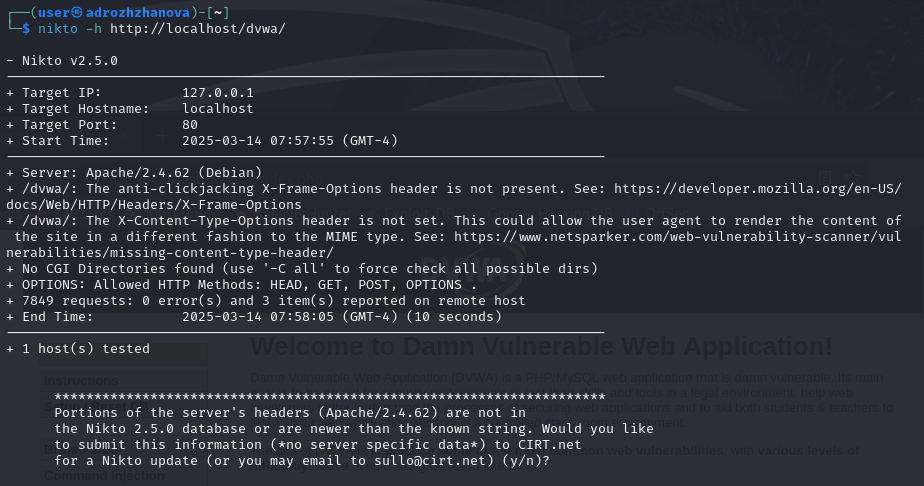 ┌──(user㉿adrozhzhanova)-[~]
└─$ nikto -h http://localhost/dvwa/
- Nikto v2.5.0
---------------------------------------------------------------------------
+ Target IP:          127.0.0.1
+ Target Hostname:    localhost
+ Target Port:        80
+ Start Time:         2025-03-14 07:57:55 (GMT-4)
---------------------------------------------------------------------------
+ Server: Apache/2.4.62 (Debian)
+ /dvwa/: The anti-clickjacking X-Frame-Options header is not present. See: https://developer.mozilla.org/en-US/
docs/Web/HTTP/Headers/X-Frame-Options
+ /dvwa/: The X-Content-Type-Options header is not set. This could allow the user agent to render the content of
 the site in a different fashion to the MIME type. See: https://www.netsparker.com/web-vulnerability-scanner/vul
nerabilities/missing-content-type-header/
+ No CGI Directories found (use '-C all' to force check all possible dirs)
+ OPTIONS: Allowed HTTP Methods: HEAD, GET, POST, OPTIONS .
+ 7849 requests: 0 error(s) and 3 item(s) reported on remote host
+ End Time:           2025-03-14 07:58:05 (GMT-4) (10 seconds)
---------------------------------------------------------------------------
+ 1 host(s) tested
Welcome to Damn Vulnerable Web Application!
Instructions
*********************************************************************
Portions of the server's headers (Apache/2.4.62) are not in
the Nikto 2.5.0 database or are newer than the known string. Would you like
to submit this information (*no server specific data*) to CIRT.net
for a Nikto update (or you may email to sullo@cirt.net) (y/n)?
Command Injection